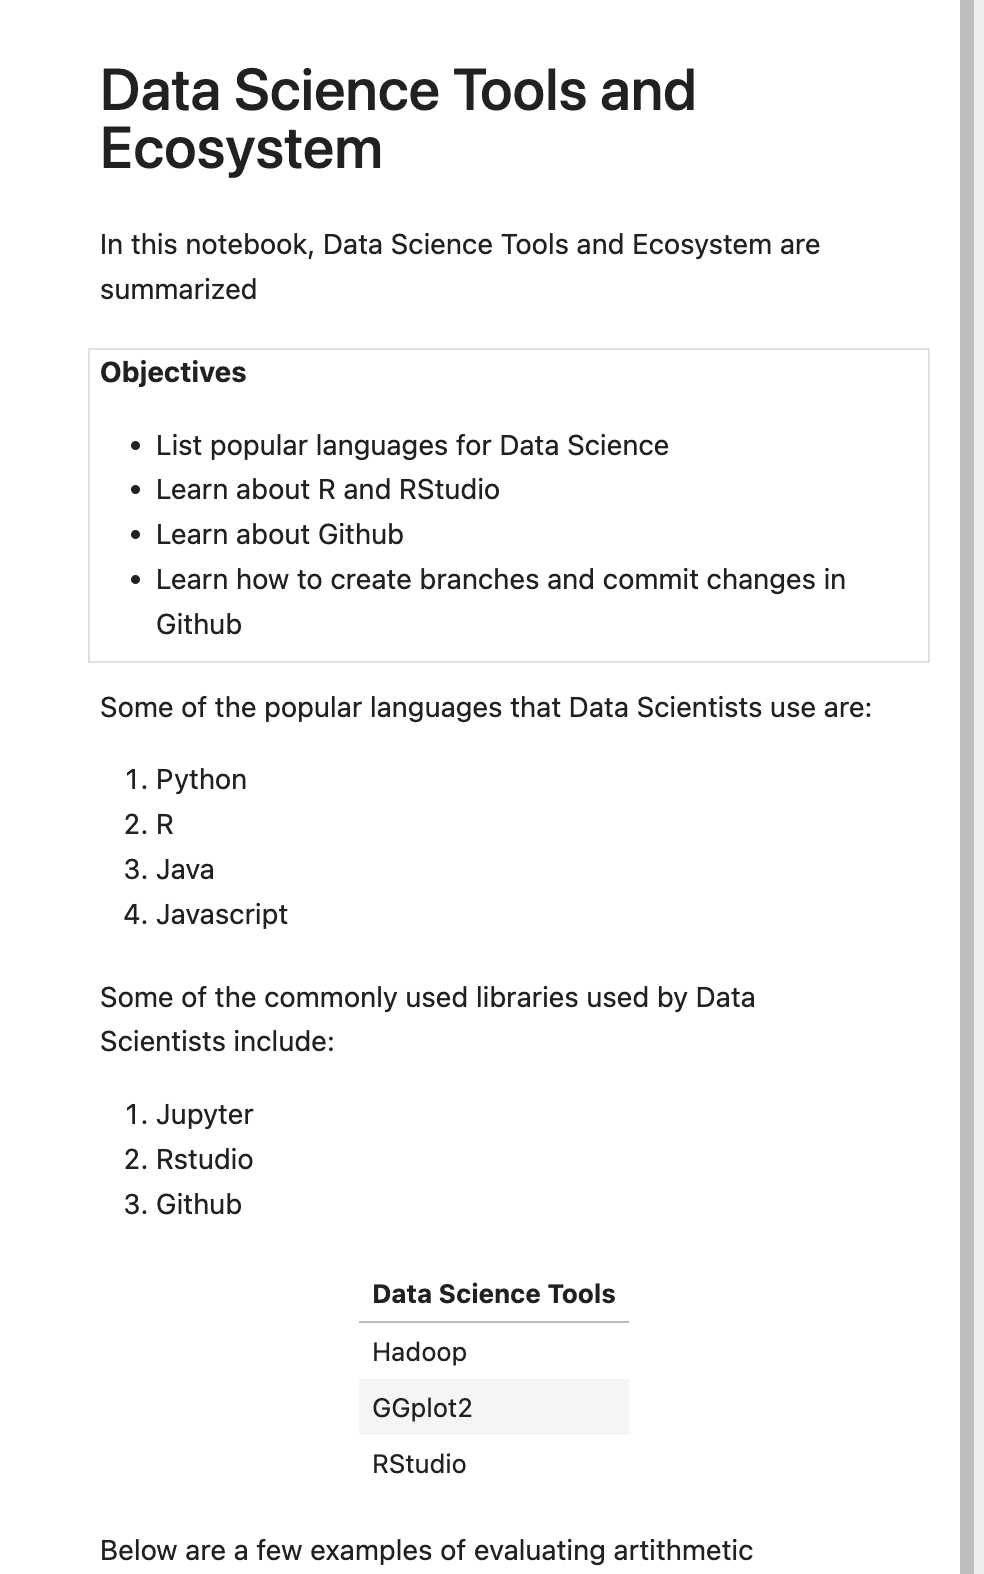 Data Science Tools and
Ecosystem
In this notebook, Data Science Tools and Ecosystem are
summarized
Objectives
• List popular languages for Data Science
• Learn about R and RStudio
• Learn about Github
• Learn how to create branches and commit changes in
Github
Some of the popular languages that Data Scientists use are:
1. Python
2. R
3. Java
4. Javascript
Some of the commonly used libraries used by Data
Scientists include:
1. Jupyter
2. Rstudio
3. Github
Data Science Tools
Hadoop
GGplot2
RStudio
Below are a few examples of evaluating artithmetic